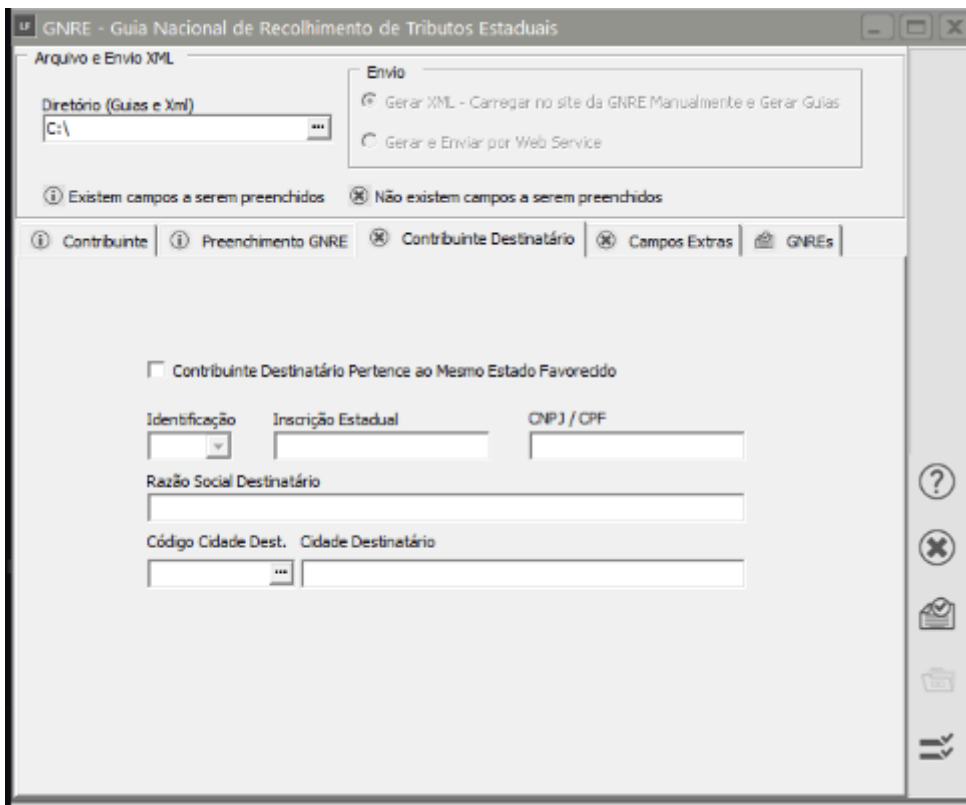 LF GNRE - Guia Nacional de Recolhimento de Tributos Estaduais
Arquivo e Envio XML
Envio
Diretório (Guias e Xml)
Gerar XML - Carregar no site da GNRE Manualmente e Gerar Guias
C:\ ...
Gerar e Enviar por Web Service
Existem campos a serem preenchidos Não existem campos a serem preenchidos
Contribuinte Preenchimento GNRE Contribuinte Destinatário Campos Extras GNREs
Contribuinte Destinatário Pertence ao Mesmo Estado Favorecido
Identificação Inscrição Estadual CNPJ / CPF
Razão Social Destinatário
Código Cidade Dest. Cidade Destinatário
...